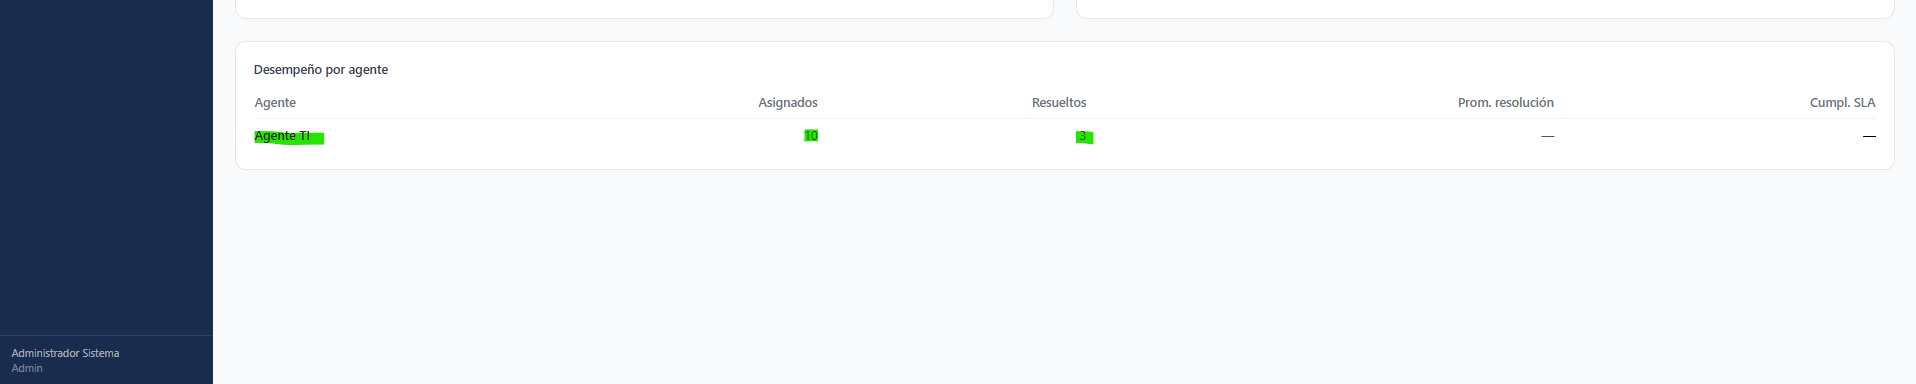 Desempeño por agente
Agente Asignados Resueltos Prom. resolución Cumpl. SLA
Agente TI 10 3 — —
Administrador Sistema
Admin